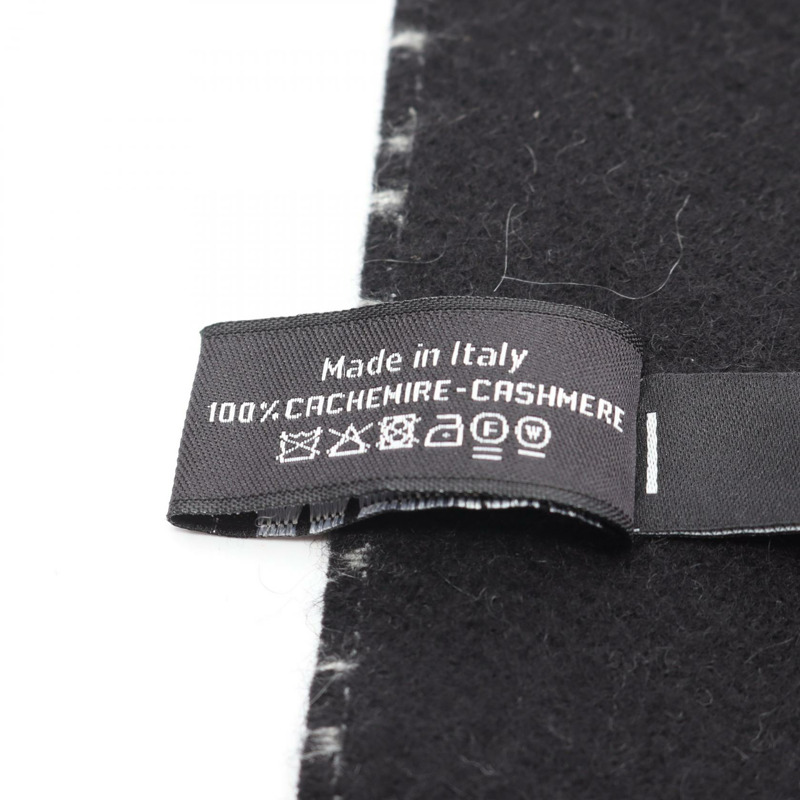 Made in Italy
100% CACHEMIRE-CASHMERE
F W